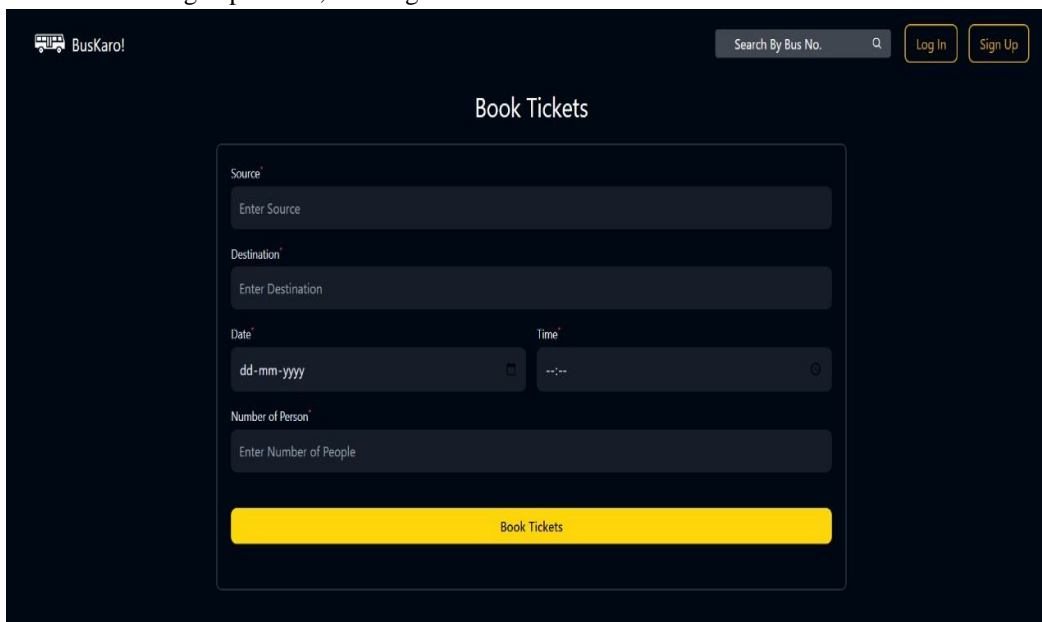 BusKaro!
Search By Bus No.
Log In
Sign Up
Book Tickets
Source*
Enter Source
Destination*
Enter Destination
Date*
Time*
dd-mm-yyyy
--:--
Number of Person*
Enter Number of People
Book Tickets